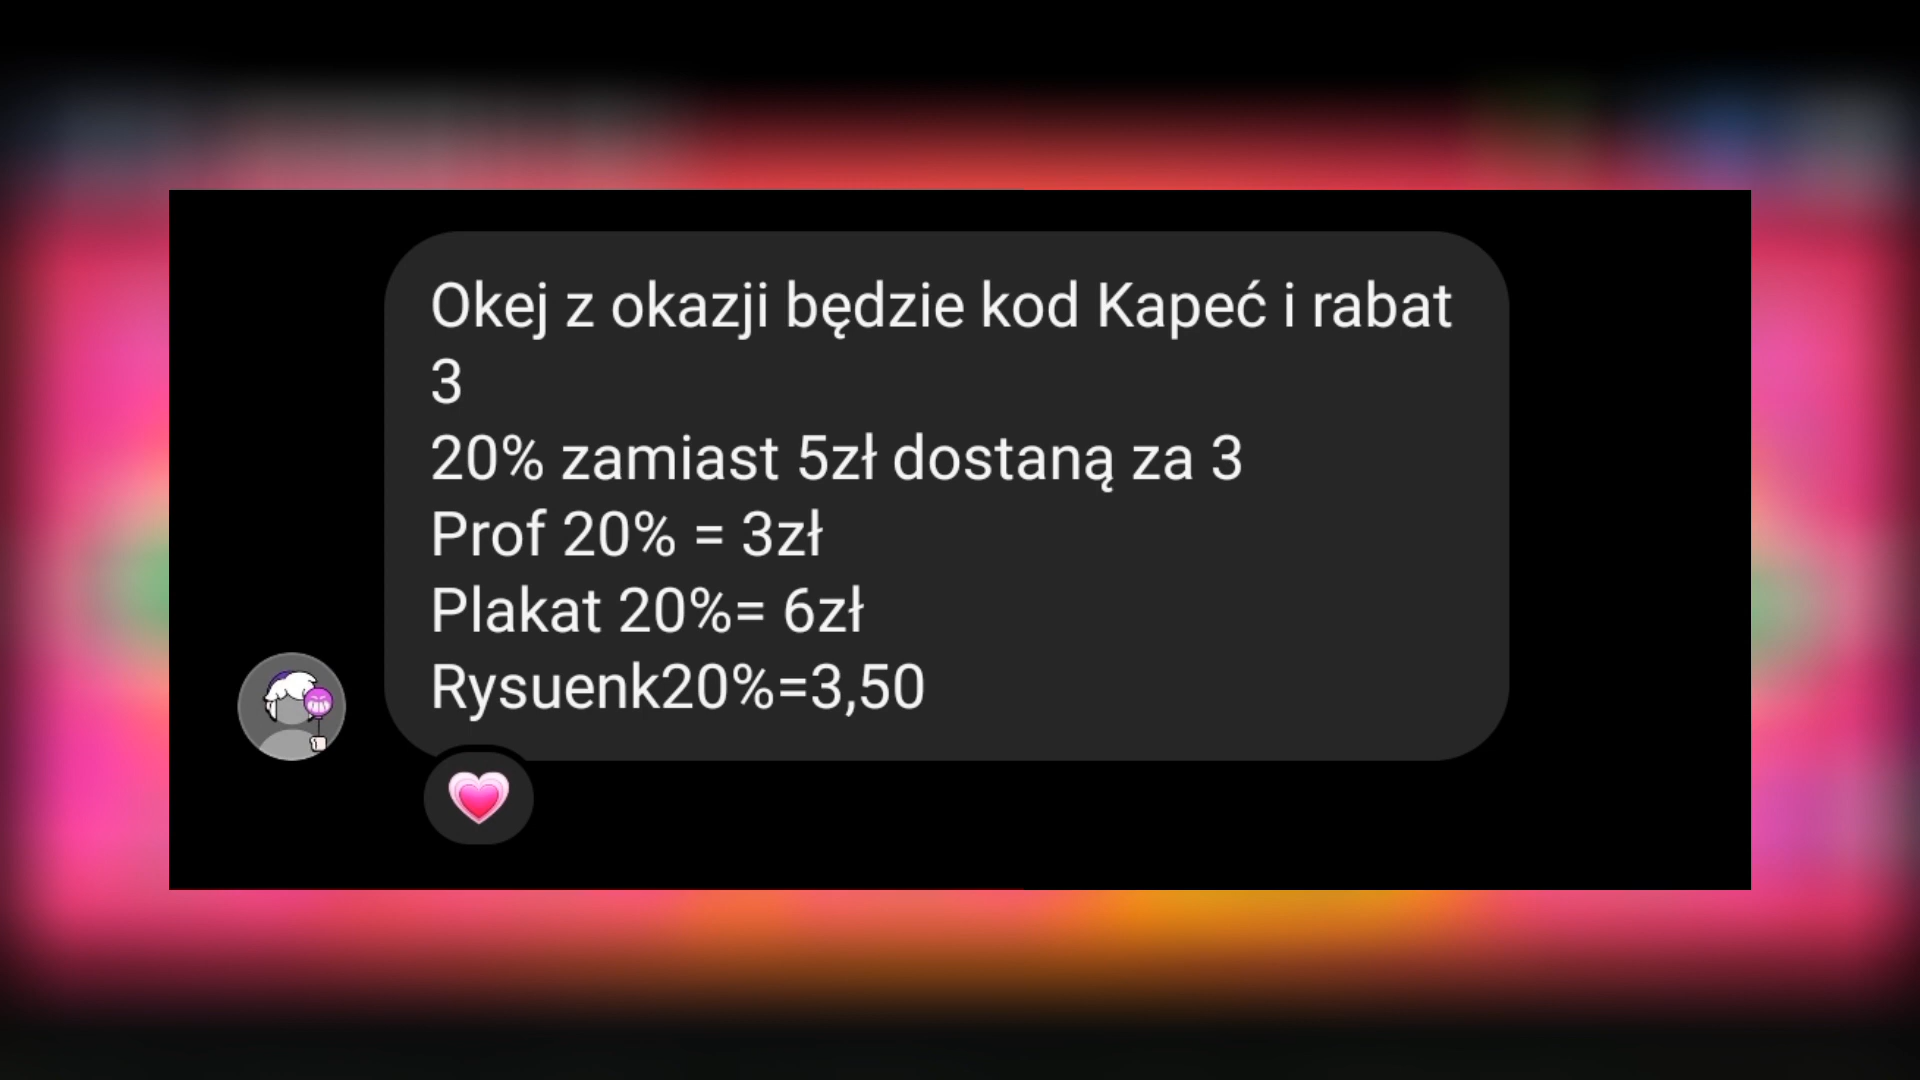 Okej z okazji będzie kod Kapeć i rabat
3
20% zamiast 5zł dostaną za 3
Prof 20% = 3zł
Plakat 20%= 6zł
Rysuenk20%=3,50